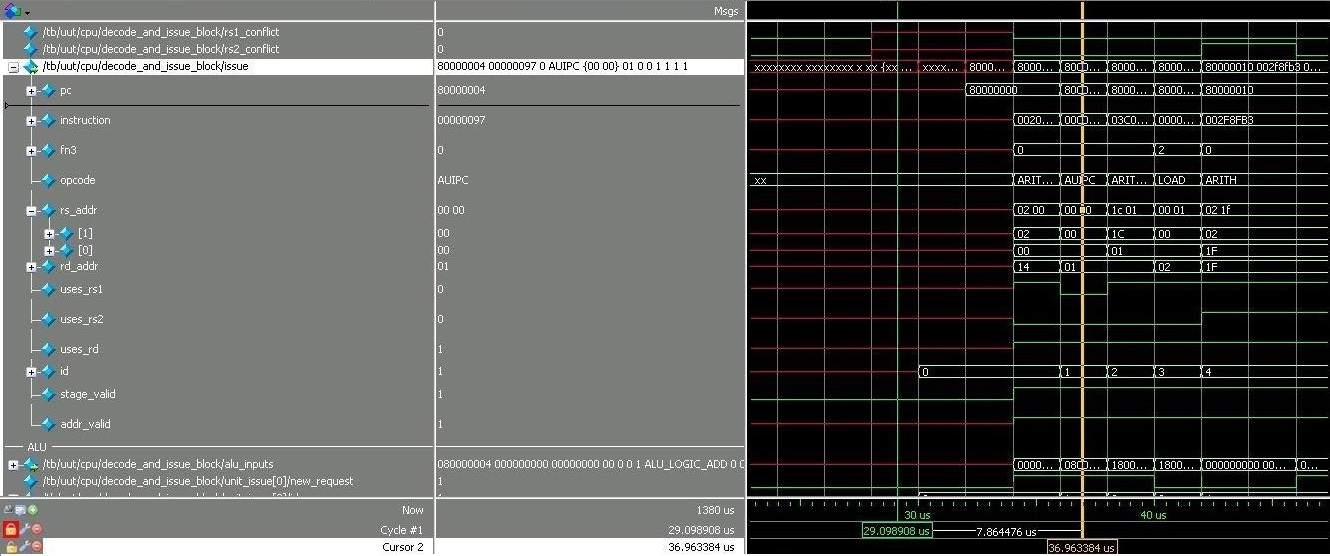 Msgs
/tb/uut/cpu/decode_and_issue_block/rs1_conflict 0
/tb/uut/cpu/decode_and_issue_block/rs2_conflict 0
/tb/uut/cpu/decode_and_issue_block/issue 80000004 00000097 0 AUIPC {00 00} 01 0 0 1 1 1 1 xxxxxxxx xxxxxxxx x xx {xx ... xxxx... 8000... 8000... 8000... 8000... 8000... 80000010 002f8fb3 0...
pc 80000004 80000000 8000... 8000... 8000... 80000010
instruction 00000097 0020... 0000... 03C0... 0000... 002F8FB3
fn3 0 0 2 0
opcode AUIPC xx ARIT... AUIPC ARIT... LOAD ARITH
rs_addr 00 00 02 00 00 00 1c 01 00 01 02 1f
[1] 00 02 00 1C 00 02
[0] 00 00 01 1F
rd_addr 01 14 01 02 1F
uses_rs1 0
uses_rs2 0
uses_rd 1
id 1 0 1 2 3 4
stage_valid 1
addr_valid 1
ALU
/tb/uut/cpu/decode_and_issue_block/alu_inputs 080000004 000000000 00000000 00 0 0 1 ALU_LOGIC_ADD 0 0 0000... 080... 1800... 1800... 000000000 00... 0...
/tb/uut/cpu/decode_and_issue_block/unit_issue[0]/new_request 1
Now 1380 us 30 us 40 us
Cycle #1 29.098908 us 29.098908 us 7.864476 us
Cursor 2 36.963384 us 36.963384 us